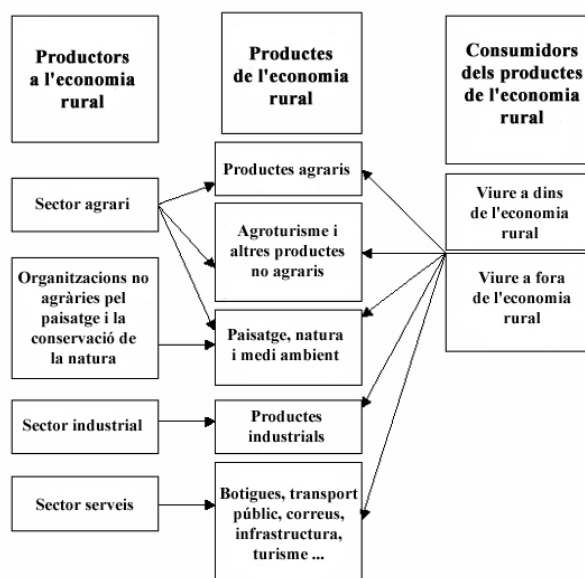 Productors
a l'economia
rural
Productes
de l'economia
rural
Consumidors
dels productes
de l'economia
rural
Sector agrari
Organitzacions no
agràries pel
paisatge i la
conservació de
la natura
Sector industrial
Sector serveis
Productes agraris
Agroturisme i
altres productes
no agraris
Paisatge, natura
i medi ambient
Productes
industrials
Botigues, transport
públic, correus,
infrastructura,
turisme ...
Viure a dins
de l'economia
rural
Viure a fora
de l'economia
rural